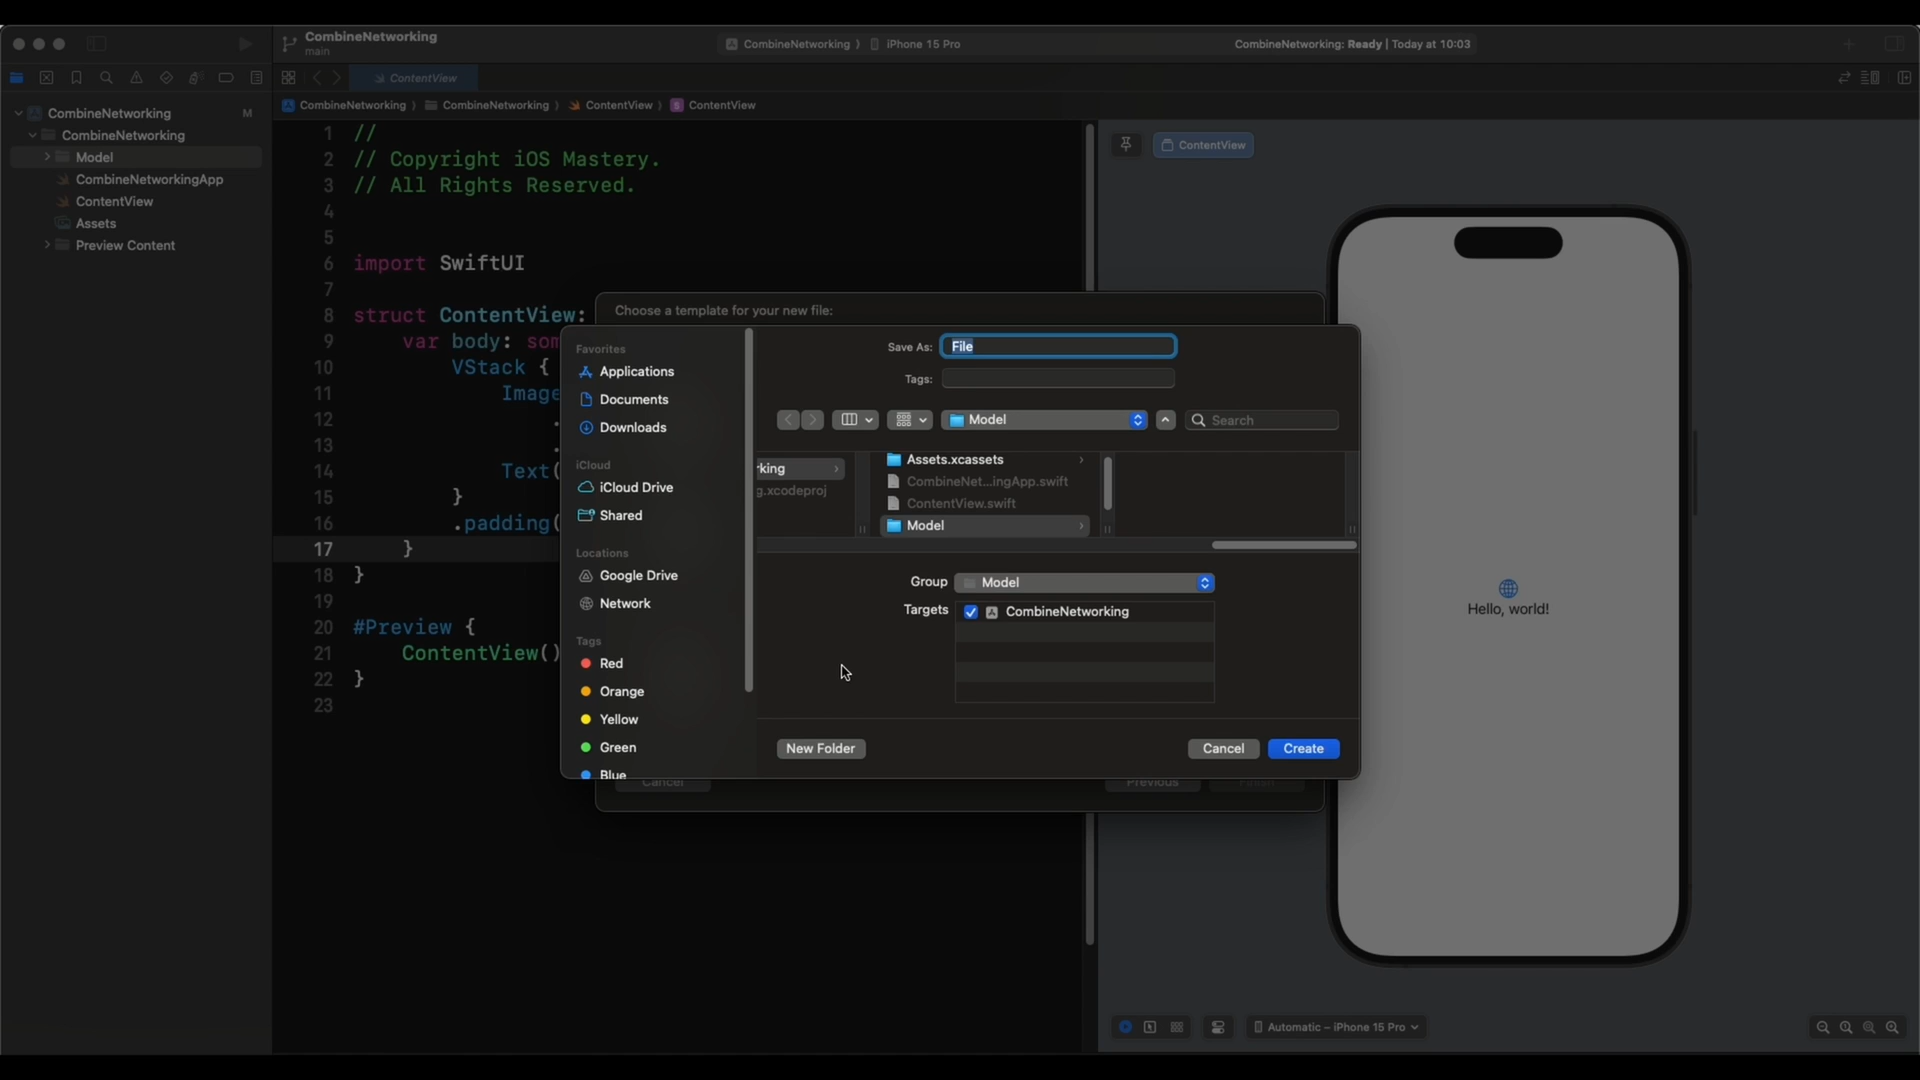 CombineNetworking
main
CombineNetworking
iPhone 15 Pro
CombineNetworking: Ready | Today at 10:03
ContentView
CombineNetworking
CombineNetworking
ContentView
ContentView
CombineNetworking
M
CombineNetworking
Model
CombineNetworkingApp
ContentView
Assets
Preview Content
1 //
2 // Copyright iOS Mastery.
3 // All Rights Reserved.
4
5
6 import SwiftUI
7
8 struct ContentView:
9 var body: som
10 VStack {
11 Image
12 .
13 .
14 Text(
15 }
16 .padding(
17 }
18 }
19
20 #Preview {
21 ContentView()
22 }
23
Choose a template for your new file:
Favorites
Applications
Documents
Downloads
iCloud
iCloud Drive
Shared
Locations
Google Drive
Network
Tags
Red
Orange
Yellow
Green
Blue
Save As: File
Tags:
Model
Search
rking
g.xcodeproj
Assets.xcassets
CombineNet...ingApp.swift
ContentView.swift
Model
Group Model
Targets CombineNetworking
New Folder
Cancel
Create
Cancel
Previous
ContentView
Hello, world!
Automatic – iPhone 15 Pro